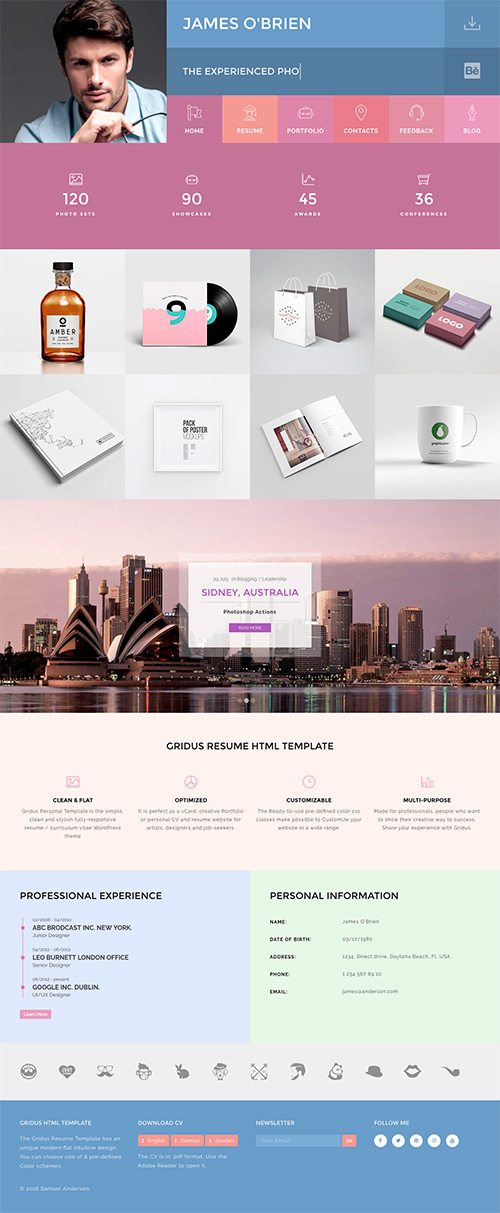 JAMES O'BRIEN
THE EXPERIENCED PHO
Bē
HOME
RESUME
PORTFOLIO
CONTACTS
FEEDBACK
BLOG
120
PHOTO SETS
90
SHOWCASES
45
AWARDS
36
CONFERENCES
AMBER
9
LOGO
LOGO
PACK
OF POSTER
MOCKUPS
29 July In Blogging / Leadership
SIDNEY, AUSTRALIA
Photoshop Actions
READ MORE
GRIDUS RESUME HTML TEMPLATE
CLEAN & FLAT
Gridus Personal Template is the simple,
clean and stylish fully-responsive
resume / curriculum vitae WordPress
theme
OPTIMIZED
It is perfect as a vCard, creative Portfolio
or personal CV and resume website for
artists, designers and job-seekers.
CUSTOMIZABLE
The Ready-to-use pre-defined color css
classes make possible to Customize your
website in a wide range
MULTI-PURPOSE
Made for professionals, people who want
to show their creative way to success.
Share your experience with Gridus.
PROFESSIONAL EXPERIENCE
02/2008 - 04/2010
ABC BRODCAST INC. NEW YORK.
Junior Designer
04/2010 - 06/2012
LEO BURNETT LONDON OFFICE
Senior Designer
06/2012 - present
GOOGLE INC. DUBLIN.
UI/UX Designer
Learn More
PERSONAL INFORMATION
NAME: James O'Brien
DATE OF BIRTH: 03/12/1980
ADDRESS: 1234, Direct drive, Daytona Beach, Fl, USA
PHONE: 1 234 567 89 10
EMAIL: james@anderson.com
GRIDUS HTML TEMPLATE
The Gridus Resume Template has an
unique modern flat intuitive design.
You can choose one of 8 pre-defined
Color schemes.
© 2016 Samuel Anderson.
DOWNLOAD CV
English
German
Spanish
The CV is in .pdf format. Use the
Adobe Reader to open it.
NEWSLETTER
Your Email
OK
FOLLOW ME